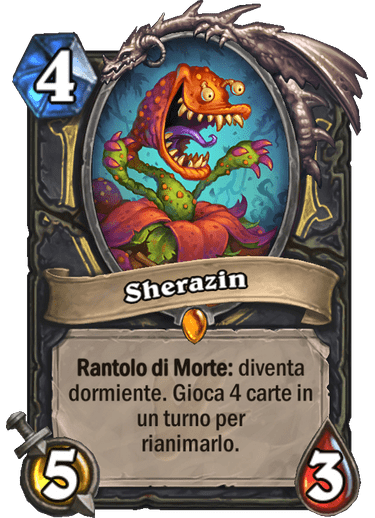 4
Sherazin
Rantolo di Morte: diventa
dormiente. Gioca 4 carte in
un turno per
rianimarlo.
5
3